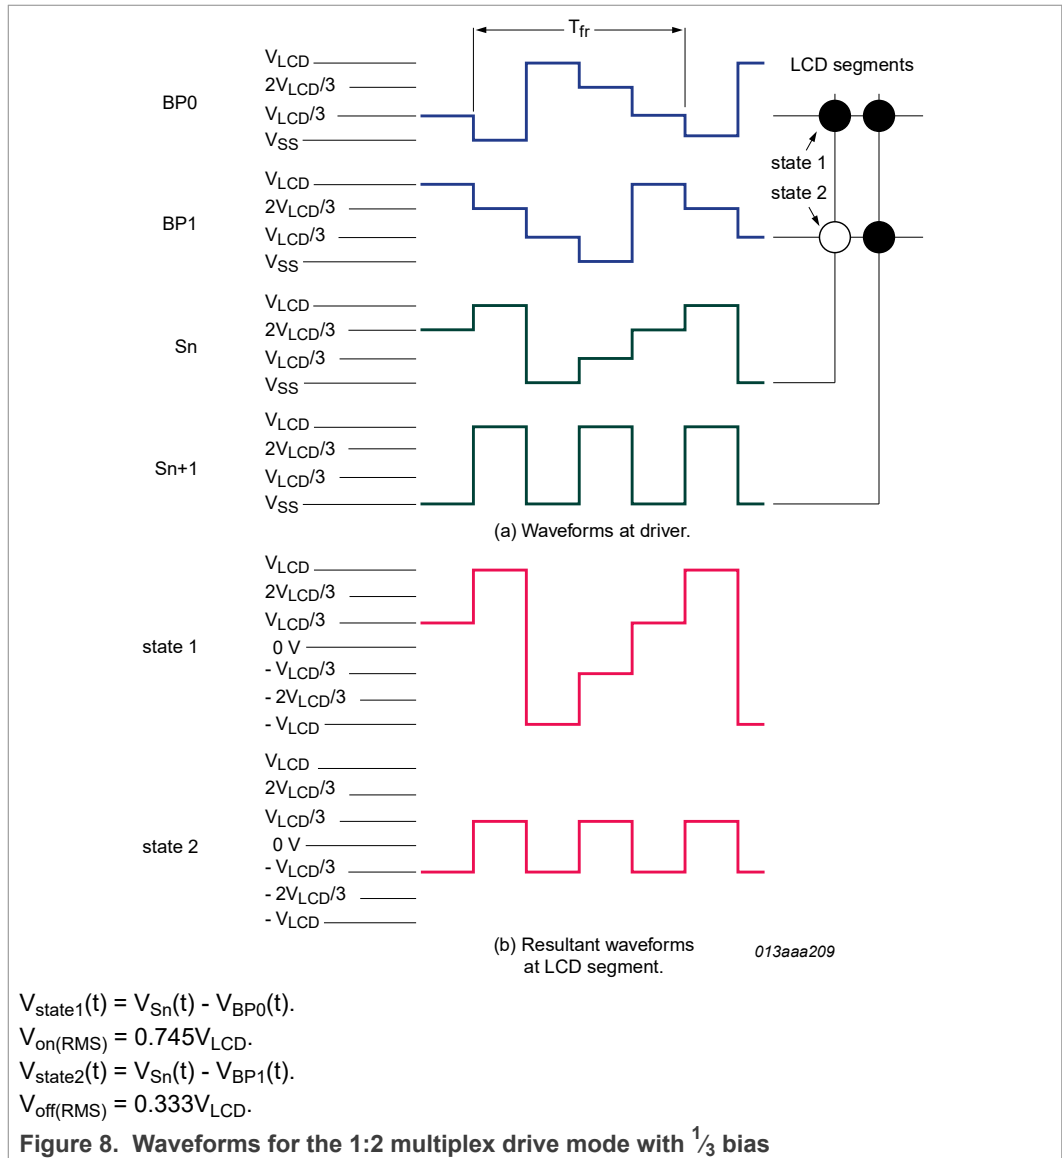 T_fr
V_LCD
2V_LCD/3
BP0
V_LCD/3
V_SS
LCD segments
state 1
state 2
V_LCD
2V_LCD/3
BP1
V_LCD/3
V_SS
V_LCD
2V_LCD/3
Sn
V_LCD/3
V_SS
V_LCD
2V_LCD/3
Sn+1
V_LCD/3
V_SS
(a) Waveforms at driver.
V_LCD
2V_LCD/3
V_LCD/3
state 1
0 V
- V_LCD/3
- 2V_LCD/3
- V_LCD
V_LCD
2V_LCD/3
V_LCD/3
state 2
0 V
- V_LCD/3
- 2V_LCD/3
- V_LCD
(b) Resultant waveforms
at LCD segment.
013aaa209
V_state1(t) = V_Sn(t) - V_BP0(t).
V_on(RMS) = 0.745V_LCD.
V_state2(t) = V_Sn(t) - V_BP1(t).
V_off(RMS) = 0.333V_LCD.
Figure 8. Waveforms for the 1:2 multiplex drive mode with 1/3 bias